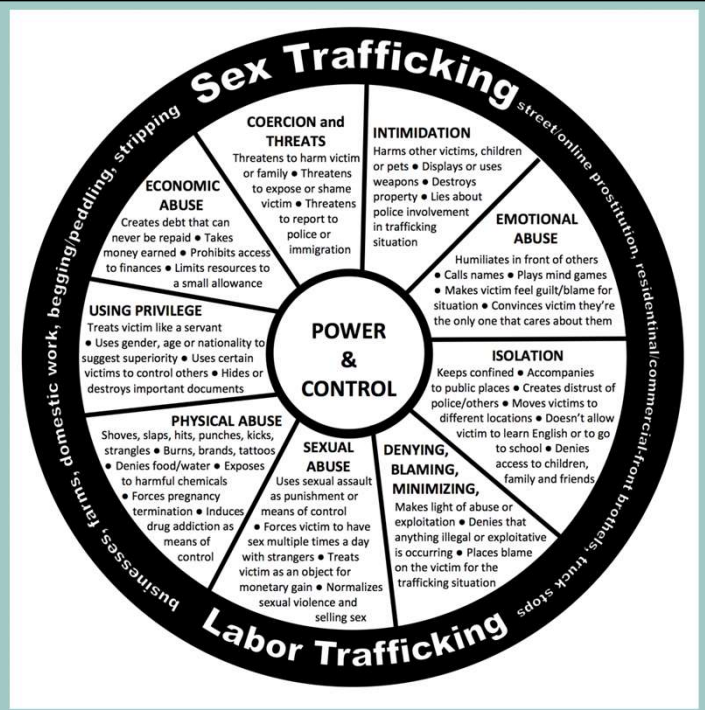 Sex Trafficking
street/online prostitution, residentinal/commercial-front brothels, truck stops
Labor Trafficking
businesses, farms, domestic work, begging/peddling, stripping
COERCION and
THREATS
Threatens to harm victim
or family ● Threatens
to expose or shame
victim ● Threatens
to report to
police or
immigration
INTIMIDATION
Harms other victims, children
or pets ● Displays or uses
weapons ● Destroys
property ● Lies about
police involvement
in trafficking
situation
EMOTIONAL
ABUSE
Humiliates in front of others
● Calls names ● Plays mind games
● Makes victim feel guilt/blame for
situation ● Convinces victim they're
the only one that cares about them
ISOLATION
Keeps confined ● Accompanies
to public places ● Creates distrust of
police/others ● Moves victims to
different locations ● Doesn't allow
victim to learn English or to go
to school ● Denies
access to children,
family and friends
DENYING,
BLAMING,
MINIMIZING,
Makes light of abuse or
exploitation ● Denies that
anything illegal or exploitative
is occurring ● Places blame
on the victim for the
trafficking situation
SEXUAL
ABUSE
Uses sexual assault
as punishment or
means of control
● Forces victim to have
sex multiple times a day
with strangers ● Treats
victim as an object for
monetary gain ● Normalizes
sexual violence and
selling sex
PHYSICAL ABUSE
Shoves, slaps, hits, punches, kicks,
strangles ● Burns, brands, tattoos
● Denies food/water ● Exposes
to harmful chemicals
● Forces pregnancy
termination ● Induces
drug addiction as
means of
control
USING PRIVILEGE
Treats victim like a servant
● Uses gender, age or nationality to
suggest superiority ● Uses certain
victims to control others ● Hides or
destroys important documents
ECONOMIC
ABUSE
Creates debt that can
never be repaid ● Takes
money earned ● Prohibits access
to finances ● Limits resources to
a small allowance
POWER
&
CONTROL